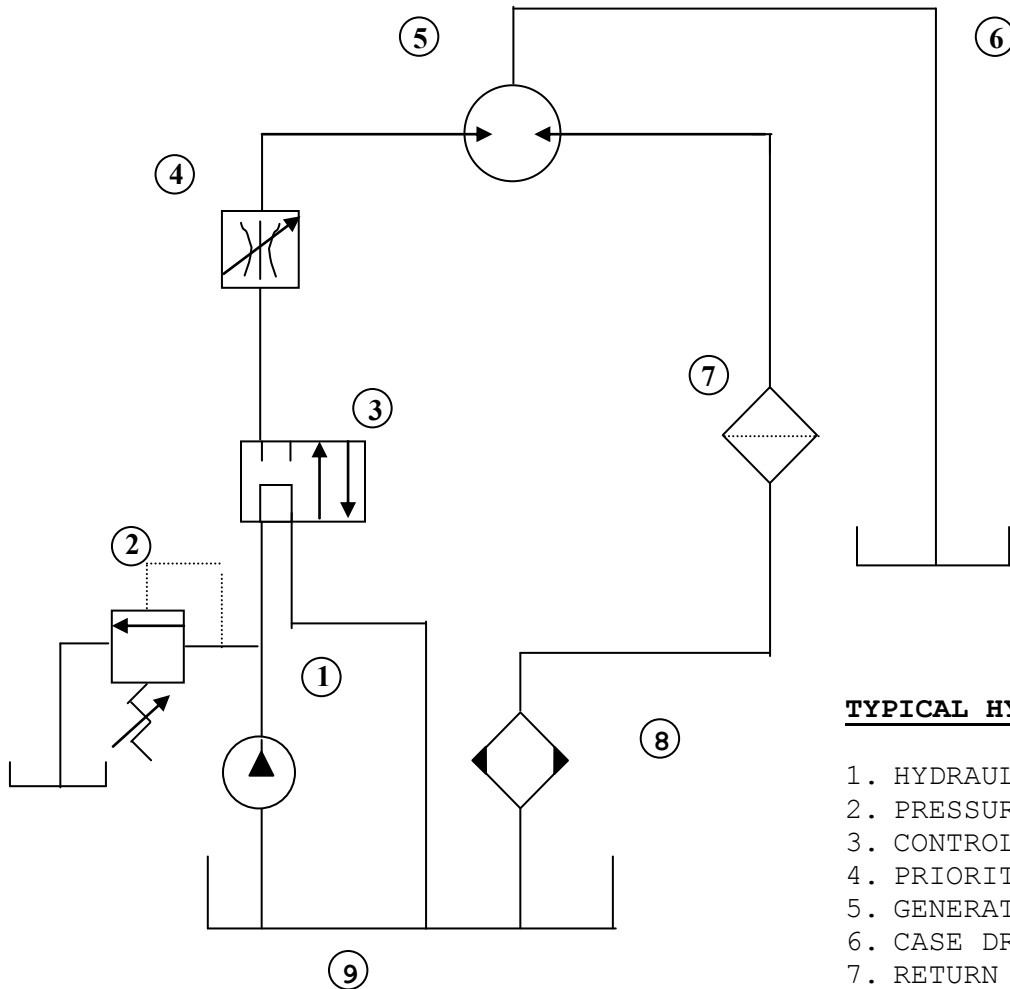 5
6
4
7
3
2
1
8
9
TYPICAL
1. HYDRAUL
2. PRESSUR
3. CONTROL
4. PRIORIT
5. GENERAT
6. CASE DR
7. RETURN